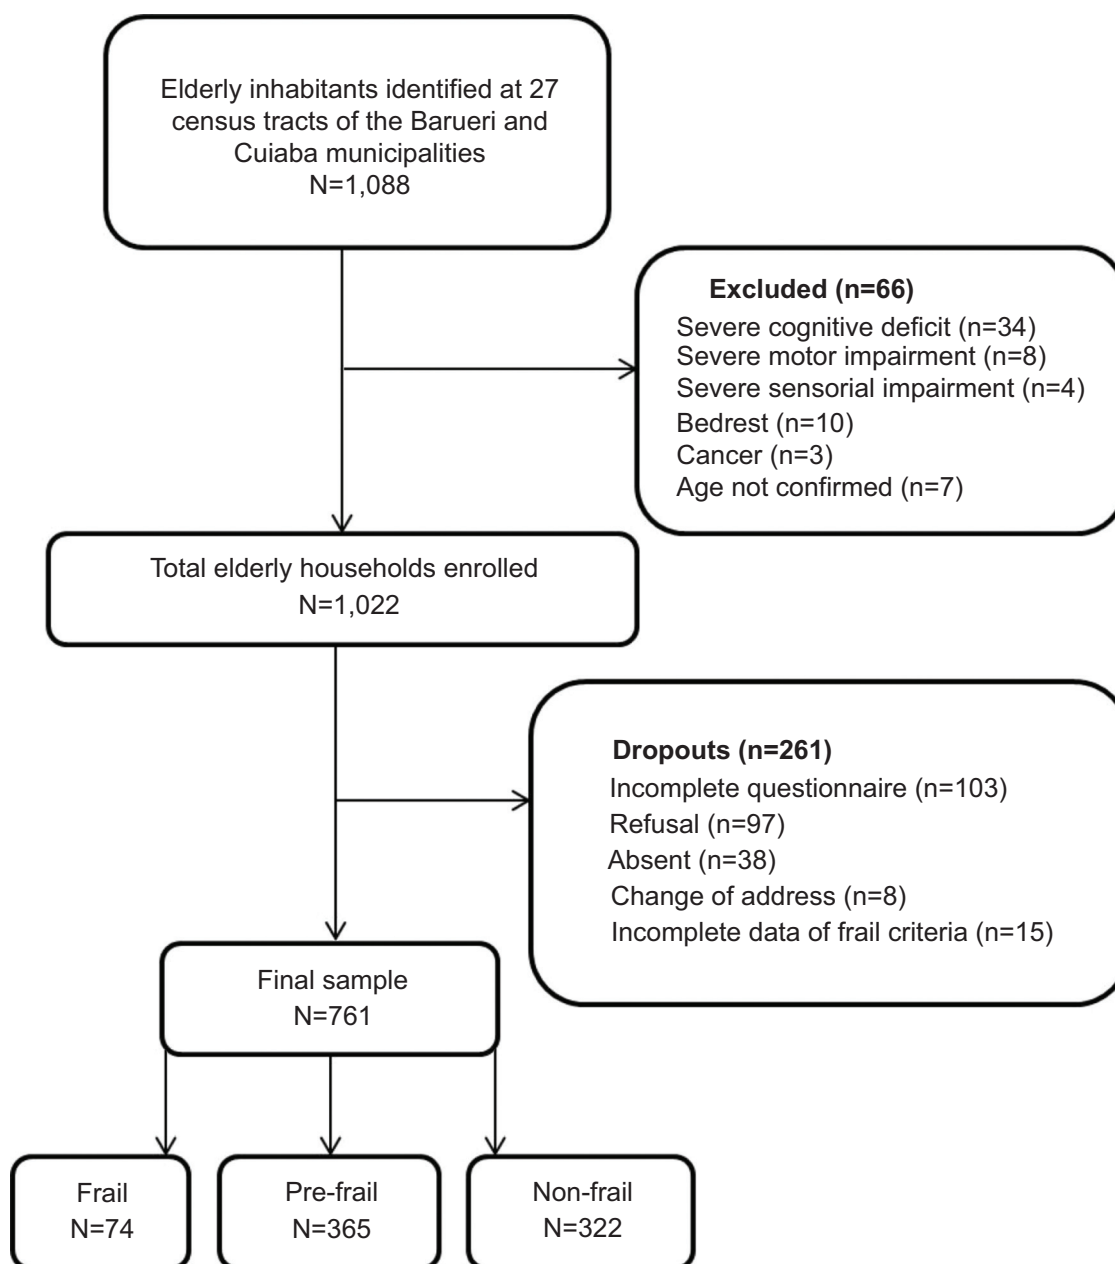 Elderly inhabitants identified at 27
census tracts of the Barueri and
Cuiaba municipalities
N=1,088
Excluded (n=66)
Severe cognitive deficit (n=34)
Severe motor impairment (n=8)
Severe sensorial impairment (n=4)
Bedrest (n=10)
Cancer (n=3)
Age not confirmed (n=7)
Total elderly households enrolled
N=1,022
Dropouts (n=261)
Incomplete questionnaire (n=103)
Refusal (n=97)
Absent (n=38)
Change of address (n=8)
Incomplete data of frail criteria (n=15)
Final sample
N=761
Frail
N=74
Pre-frail
N=365
Non-frail
N=322